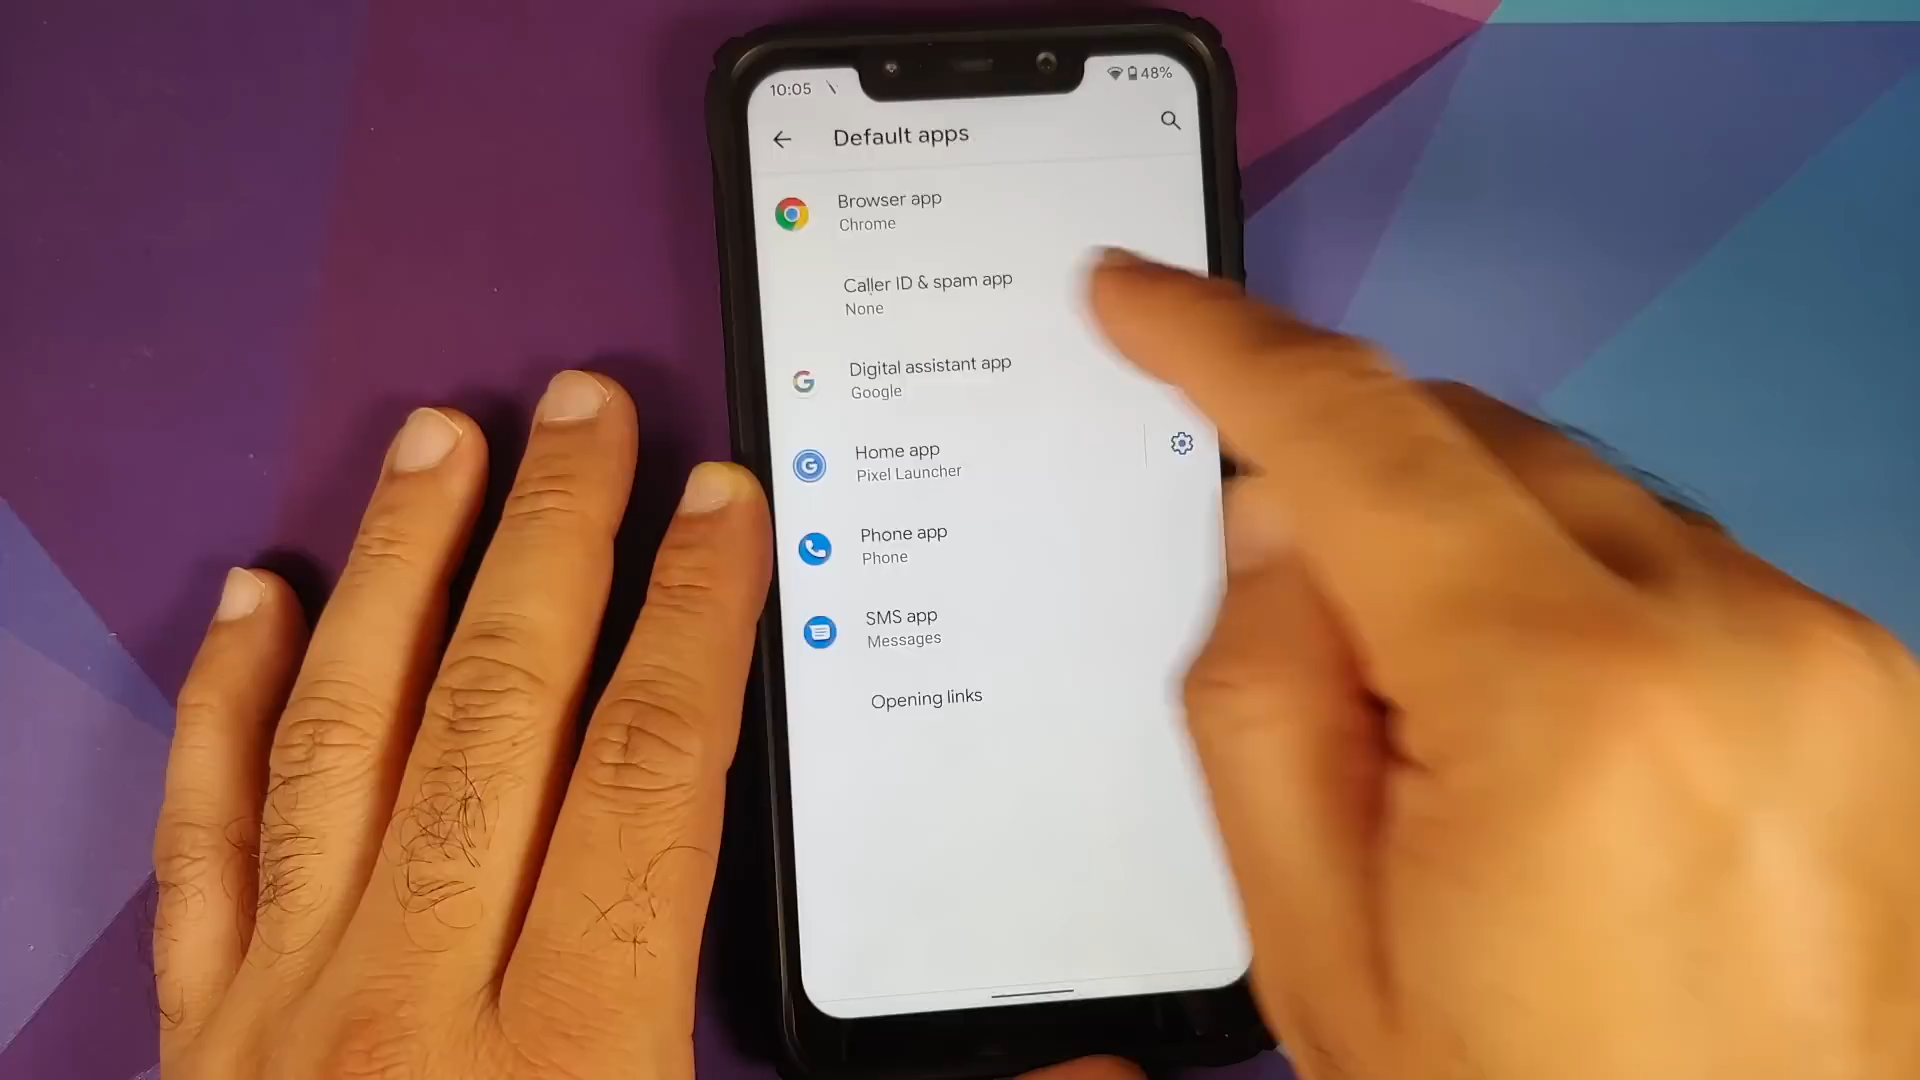 10:05
48%
Default apps
Browser app
Chrome
Caller ID & spam app
None
Digital assistant app
Google
Home app
Pixel Launcher
Phone app
Phone
SMS app
Messages
Opening links